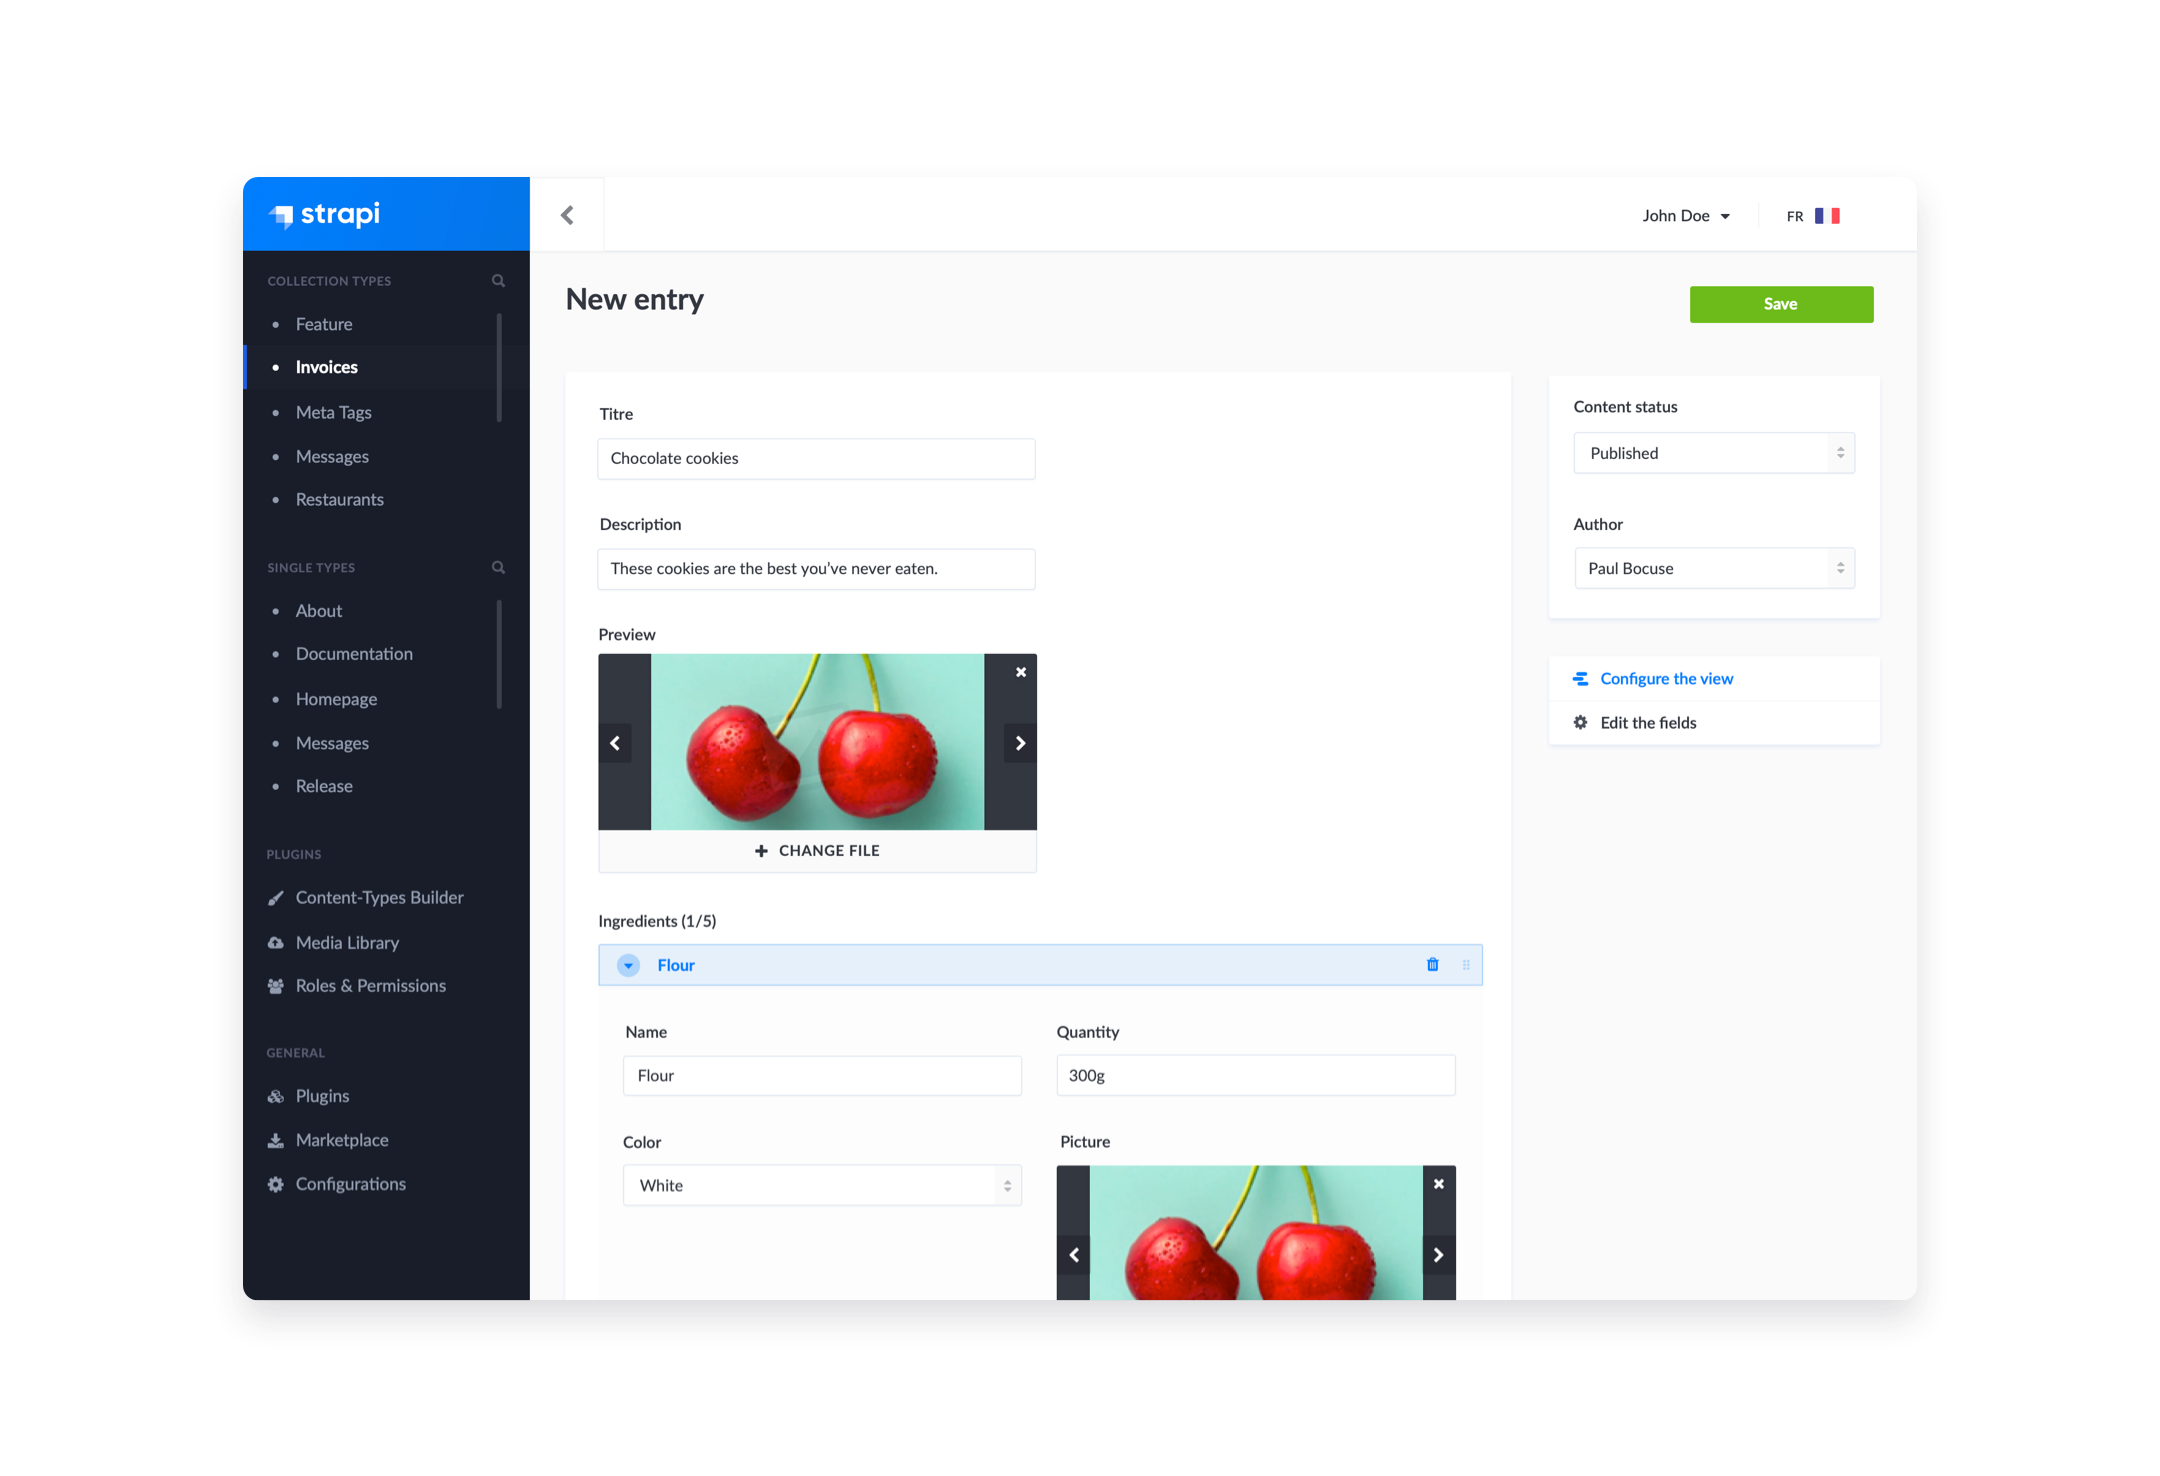 strapi
John Doe
FR
COLLECTION TYPES
Feature
Invoices
Meta Tags
Messages
Restaurants
SINGLE TYPES
About
Documentation
Homepage
Messages
Release
PLUGINS
Content-Types Builder
Media Library
Roles & Permissions
GENERAL
Plugins
Marketplace
Configurations
New entry
Save
Titre
Chocolate cookies
Description
These cookies are the best you've never eaten.
Preview
CHANGE FILE
Ingredients (1/5)
Flour
Name
Flour
Quantity
300g
Color
White
Picture
Content status
Published
Author
Paul Bocuse
Configure the view
Edit the fields